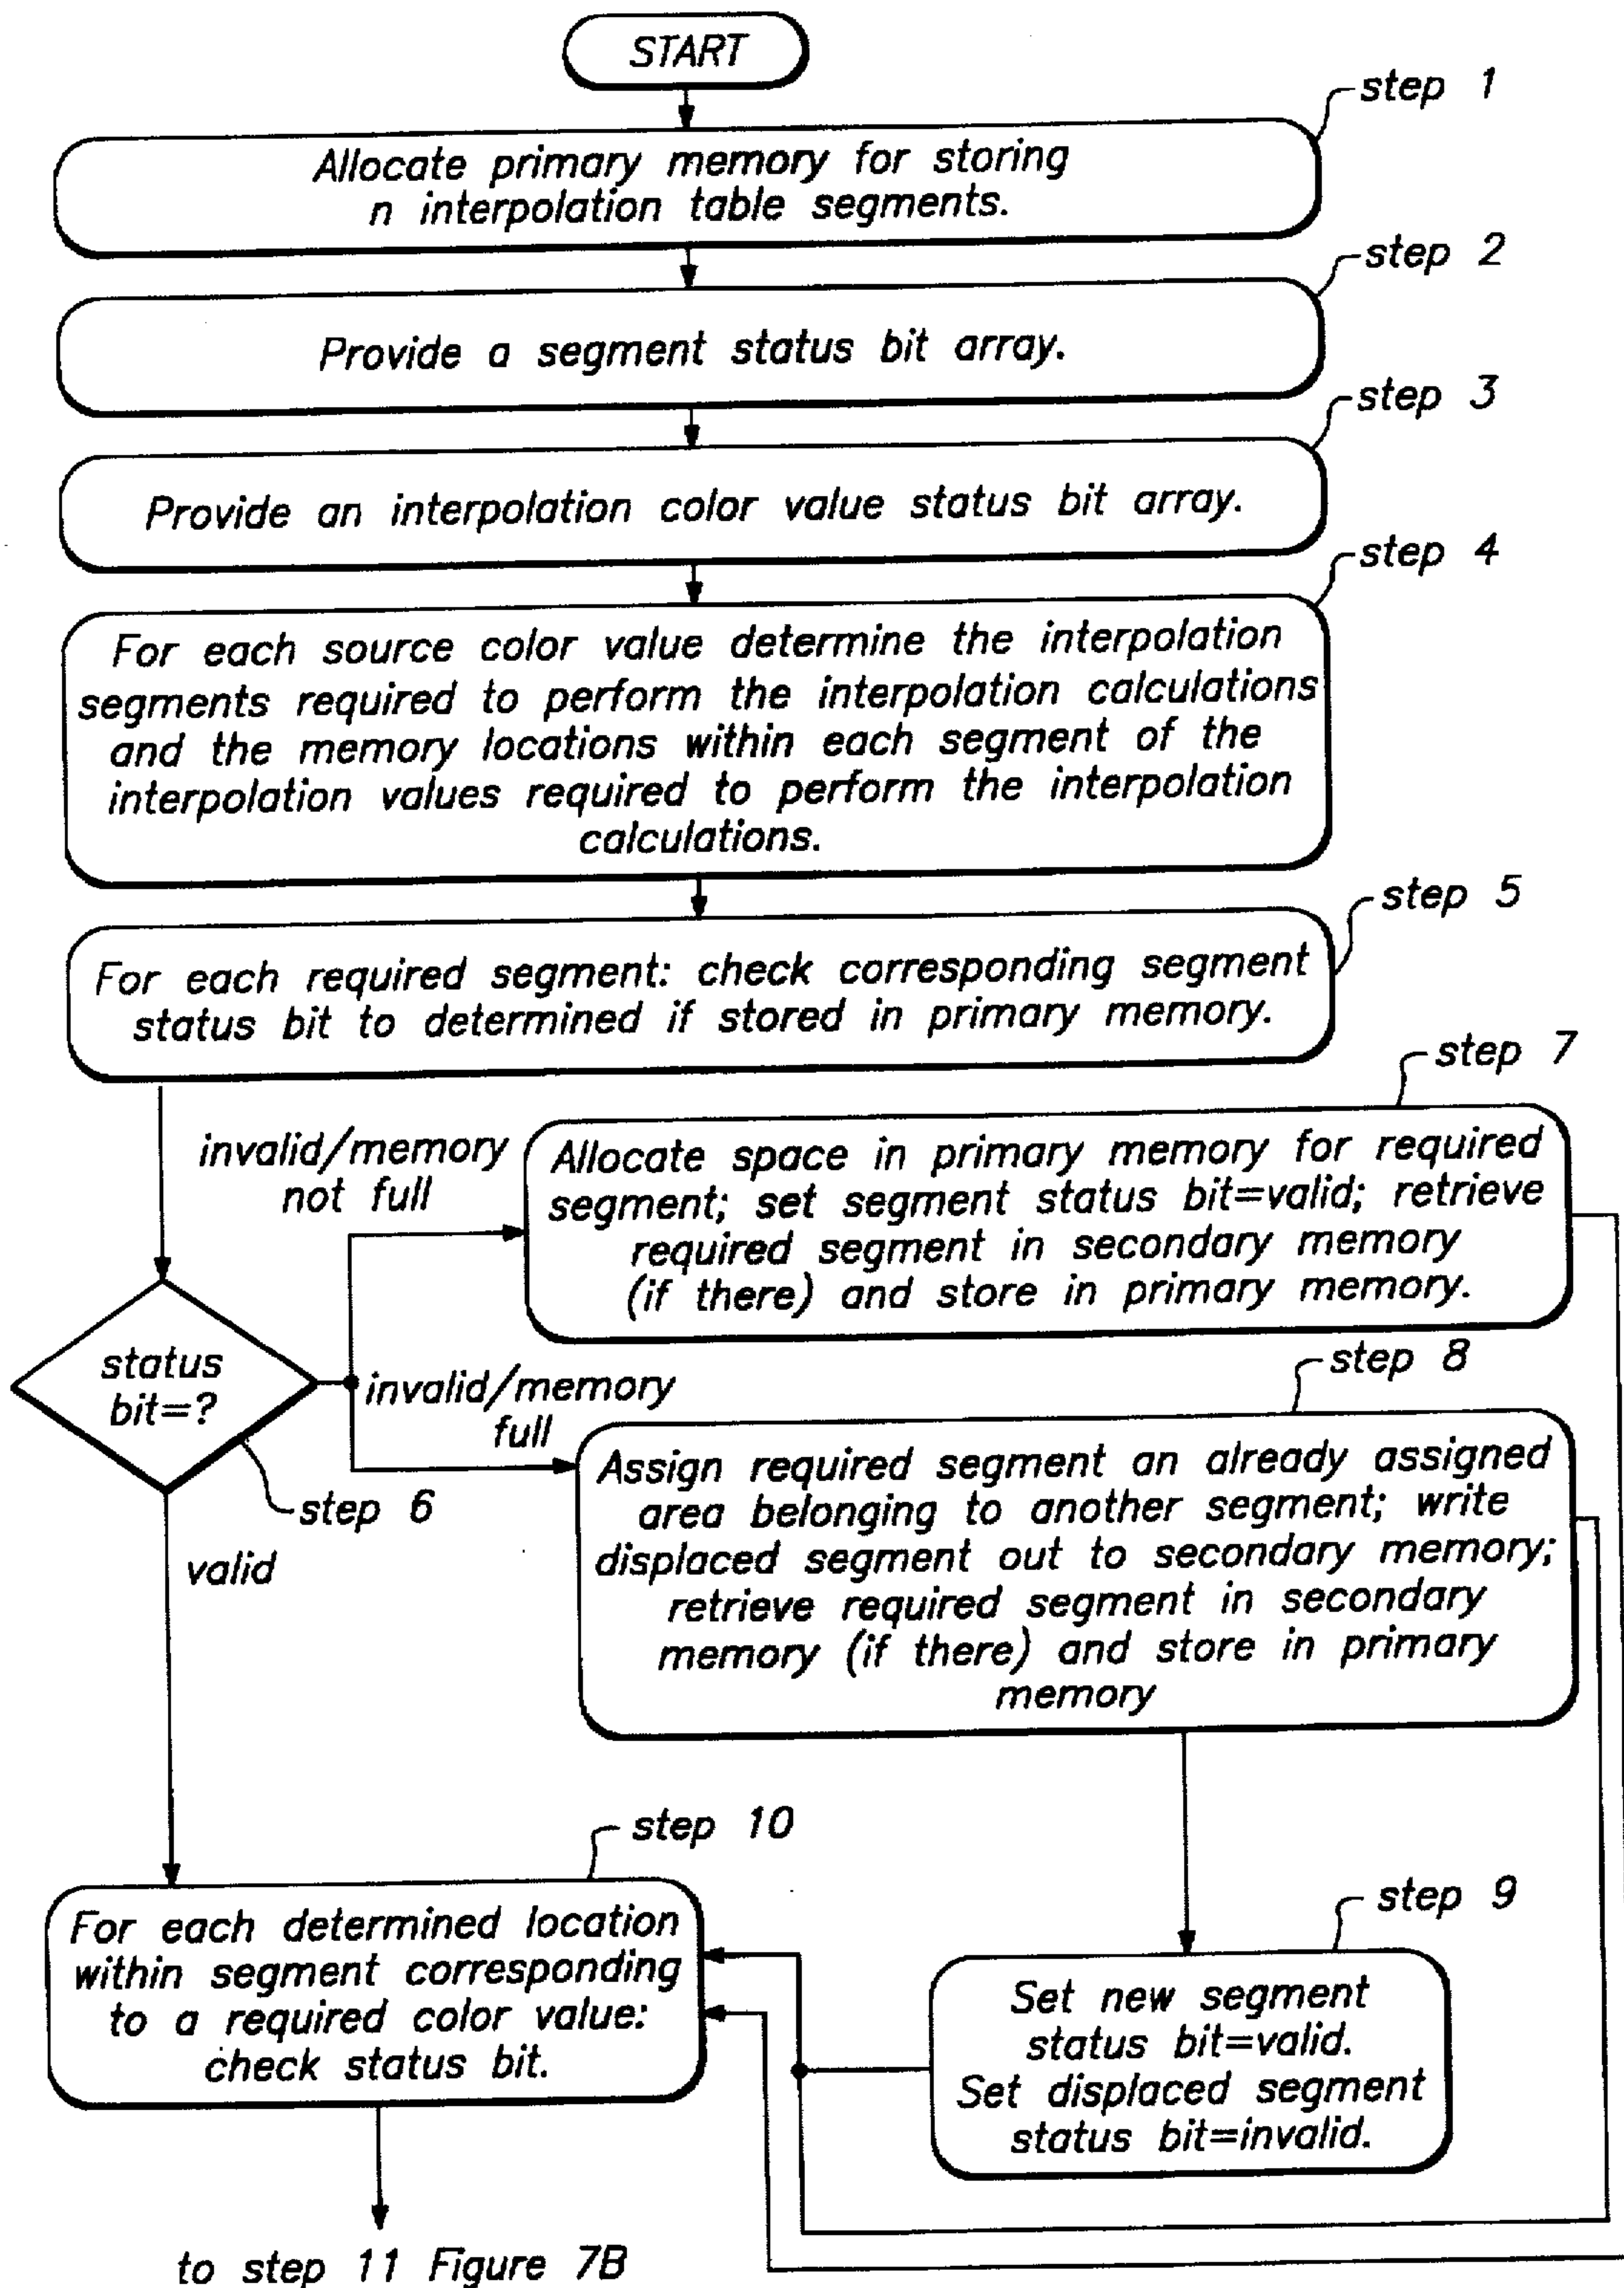 START
step 1
Allocate primary memory for storing
n interpolation table segments.
step 2
Provide a segment status bit array.
step 3
Provide an interpolation color value status bit array.
step 4
For each source color value determine the interpolation
segments required to perform the interpolation calculations
and the memory locations within each segment of the
interpolation values required to perform the interpolation
calculations.
step 5
For each required segment: check corresponding segment
status bit to determined if stored in primary memory.
step 7
invalid/memory
not full
Allocate space in primary memory for required
segment; set segment status bit=valid; retrieve
required segment in secondary memory
(if there) and store in primary memory.
status
bit=?
step 6
invalid/memory
full
step 8
Assign required segment an already assigned
area belonging to another segment; write
displaced segment out to secondary memory;
retrieve required segment in secondary
memory (if there) and store in primary
memory
valid
step 10
For each determined location
within segment corresponding
to a required color value:
check status bit.
step 9
Set new segment
status bit=valid.
Set displaced segment
status bit=invalid.
to step 11 Figure 7B